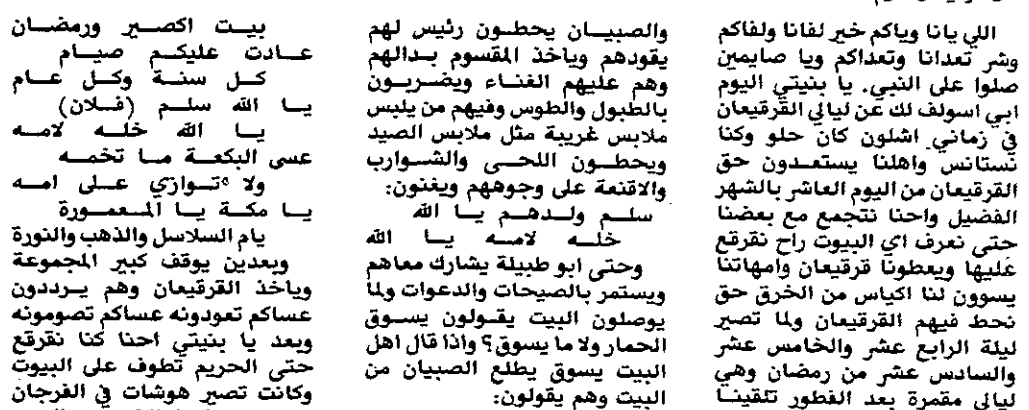 اللي يانا وياكم خير لفانا ولفاكم
وشر تعدانا وتعداكم ويا صايمين
صلوا على النبي. يا بنيتي اليوم
ابي اسولف لك عن ليالي القرقيعان
في زماني اشلون كان حلو وكنا
نستانس واهلنا يستعدون حق
القرقيعان من اليوم العاشر بالشهر
الفضيل واحنا نتجمع مع بعضنا
حتى نعرف اي البيوت راح نقرقع
عليها ويعطونا قرقيعان وامهاتنا
يسوون لنا اكياس من الخرق حق
نحط فيهم القرقيعان ولما تصير
ليلة الرابع عشر والخامس عشر
والسادس عشر من رمضان وهي
ليالي مقمرة بعد الفطور تلقينا
والصبيان يحطون رئيس لهم
يقودهم وياخذ المقسوم بدالهم
وهم عليهم الغناء ويضربون
بالطبول والطوس وفيهم من يلبس
ملابس غريبة مثل ملابس الصيد
ويحطون اللحى والشوارب
والاقنعة على وجوههم ويغنون:
سلم ولدهم يا الله
خله لامه يا الله
وحتى ابو طبيلة يشارك معاهم
ويستمر بالصيحات والدعوات ولما
يوصلون البيت يقولون يسوق
الحمار ولا ما يسوق؟ واذا قال اهل
البيت يسوق يطلع الصبيان من
البيت وهم يقولون:
بيت اكصير ورمضان
عادت عليكم صيام
كل سنة وكل عام
يا الله سلم (فلان)
يا الله خله لامه
عسى البكعة ما تخمه
ولا توازي على امه
يا مكة يا المعمورة
يام السلاسل والذهب والنورة
وبعدين يوقف كبير المجموعة
وياخذ القرقيعان وهم يرددون
عساكم تعودونه عساكم تصومونه
وبعد يا بنيتي احنا كنا نقرقع
حتى الحريم تطوف على البيوت
وكانت تصير هوشات في الفرجان